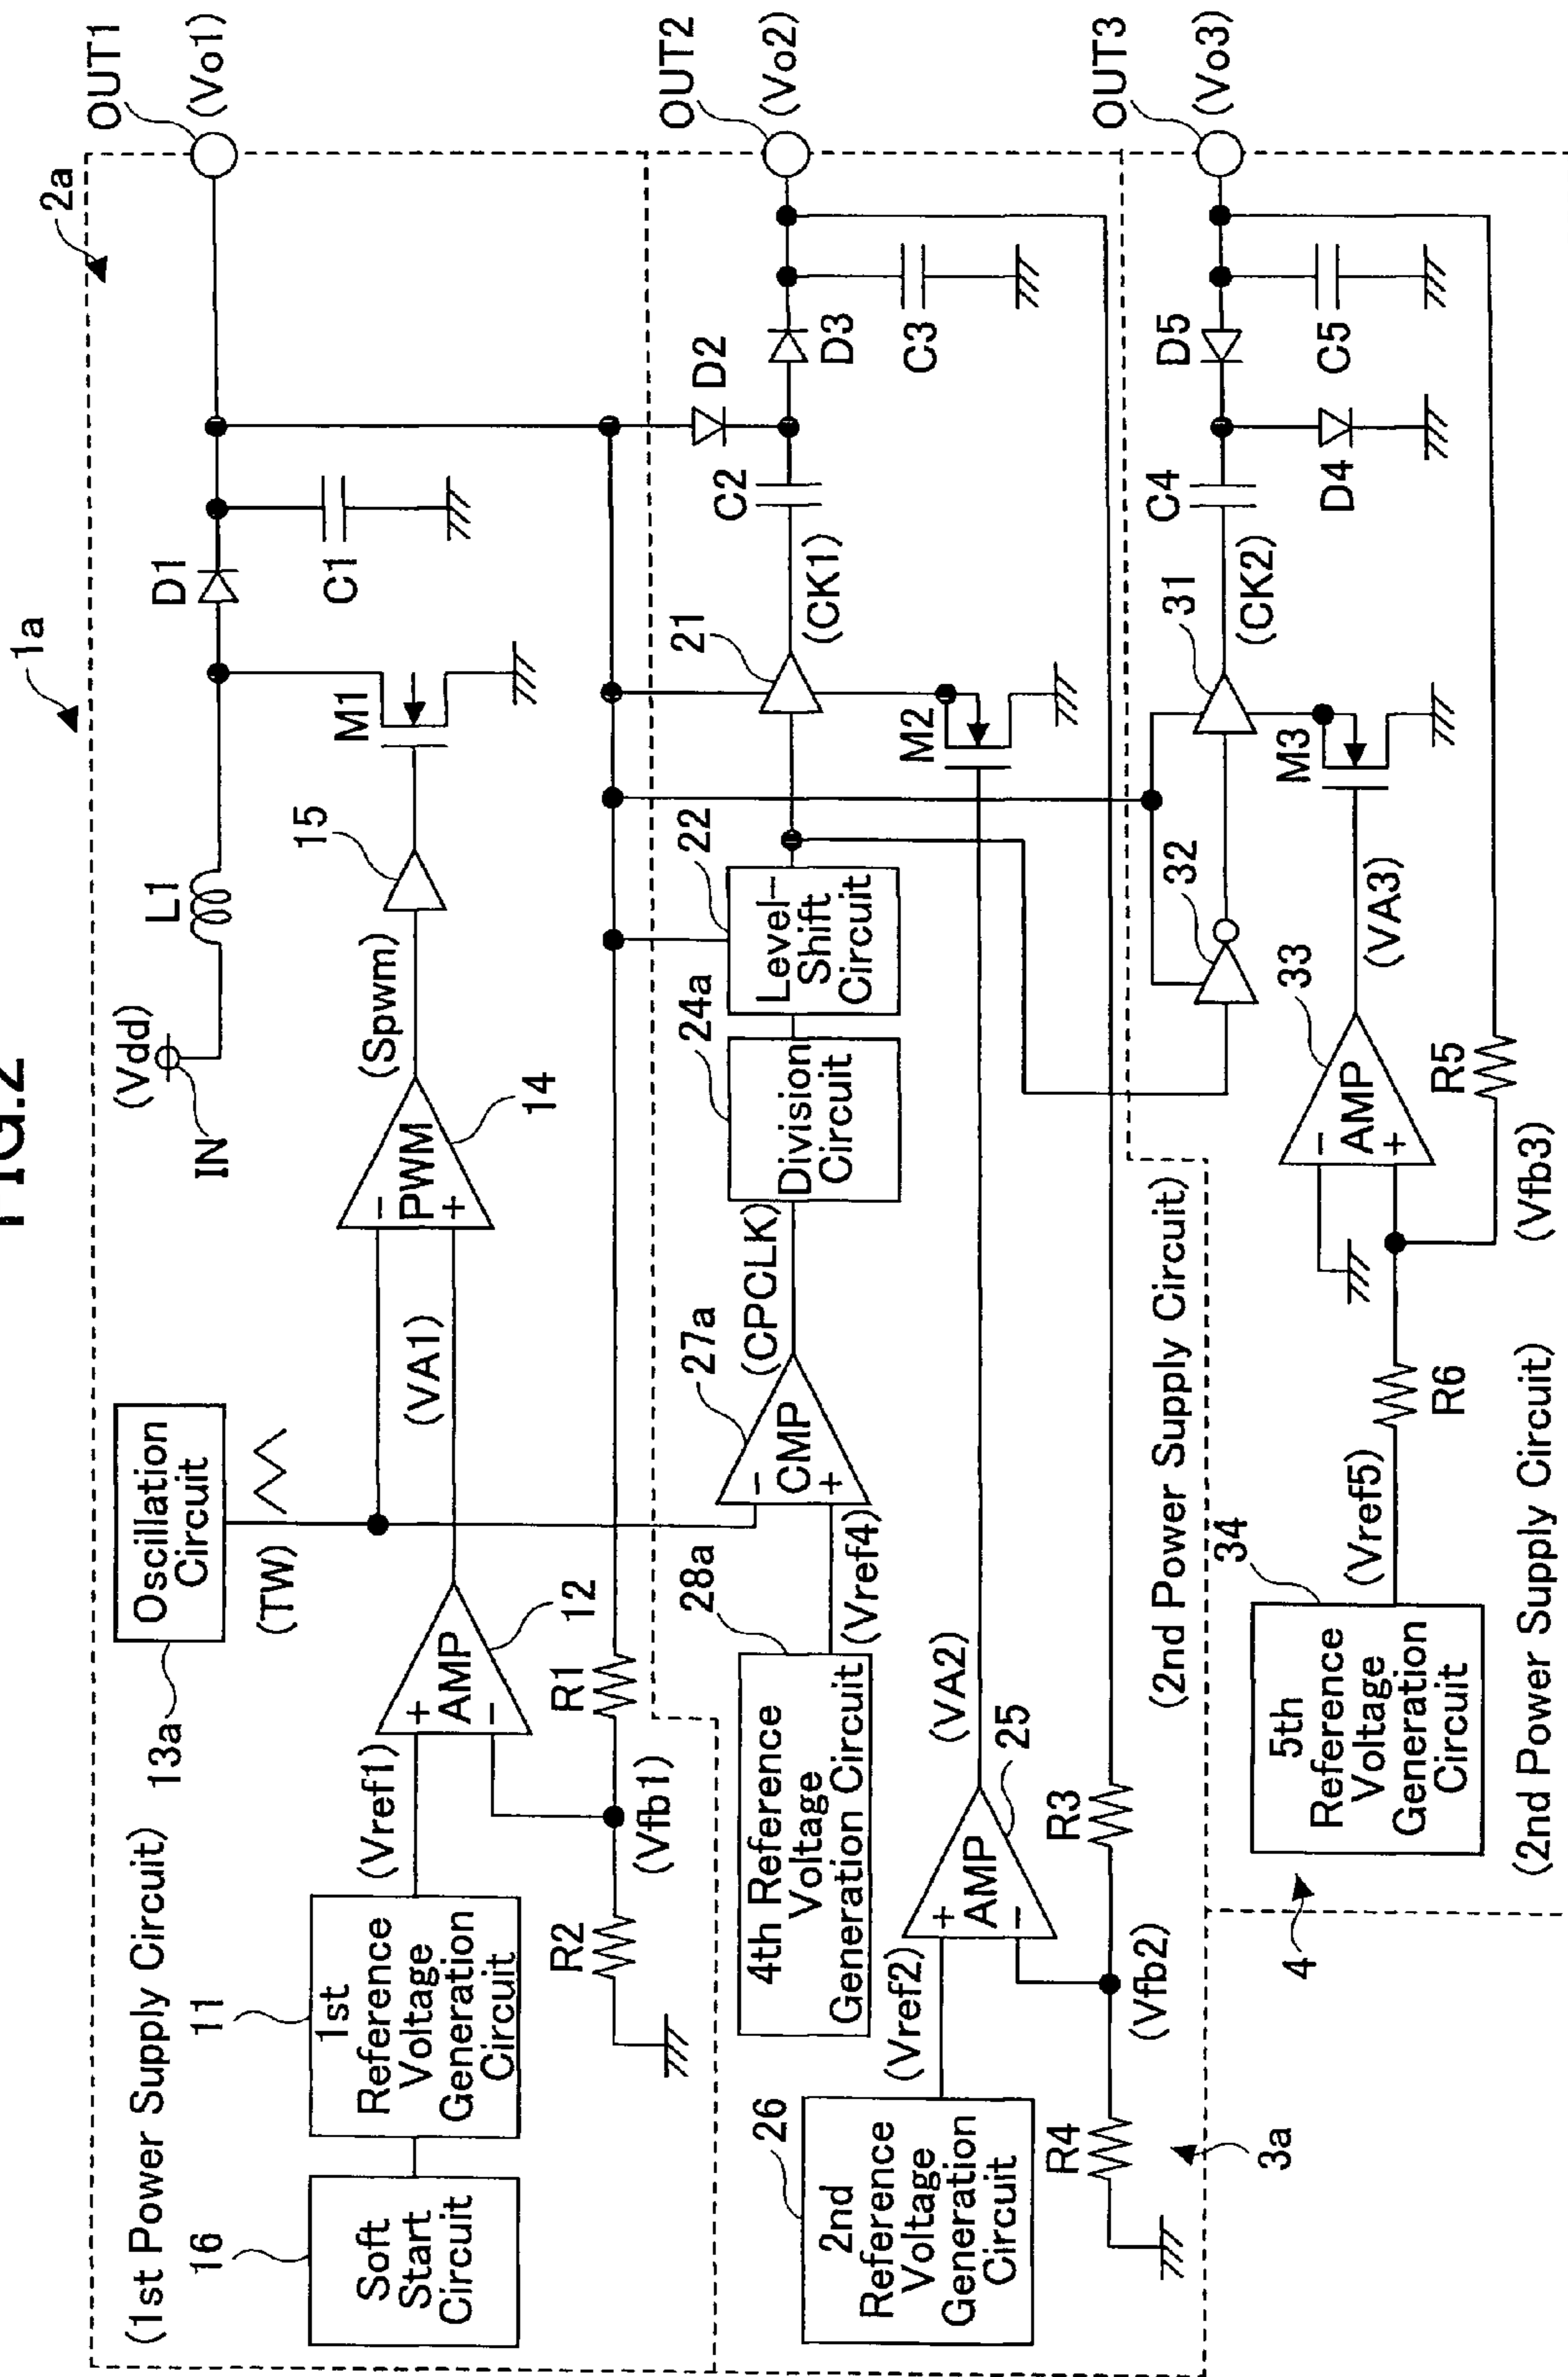 FIG.2
1a
2a
(1st Power Supply Circuit)
16
Soft
Start
Circuit
11
1st
Reference
Voltage
Generation
Circuit
(Vref1)
AMP
+
−
12
R2
(Vfb1)
R1
13a
Oscillation
Circuit
(TW)
(VA1)
−
PWM
+
14
(Spwm)
15
(Vdd)
IN
L1
M1
D1
C1
OUT1
(Vo1)
26
2nd
Reference
Voltage
Generation
Circuit
(Vref2)
+
AMP
−
25
(VA2)
R4
(Vfb2)
R3
3a
4th Reference
Voltage
Generation Circuit
28a
(Vref4)
−
CMP
+
27a
(CPCLK)
24a
Division
Circuit
22
Level-
Shift
Circuit
21
M2
(CK1)
C2
D2
D3
C3
OUT2
(Vo2)
(2nd Power Supply Circuit)
4
34
5th
Reference
Voltage
Generation
Circuit
(Vref5)
R6
(Vfb3)
−
AMP
+
33
(VA3)
R5
32
31
M3
(CK2)
C4
D4
D5
C5
OUT3
(Vo3)
(2nd Power Supply Circuit)